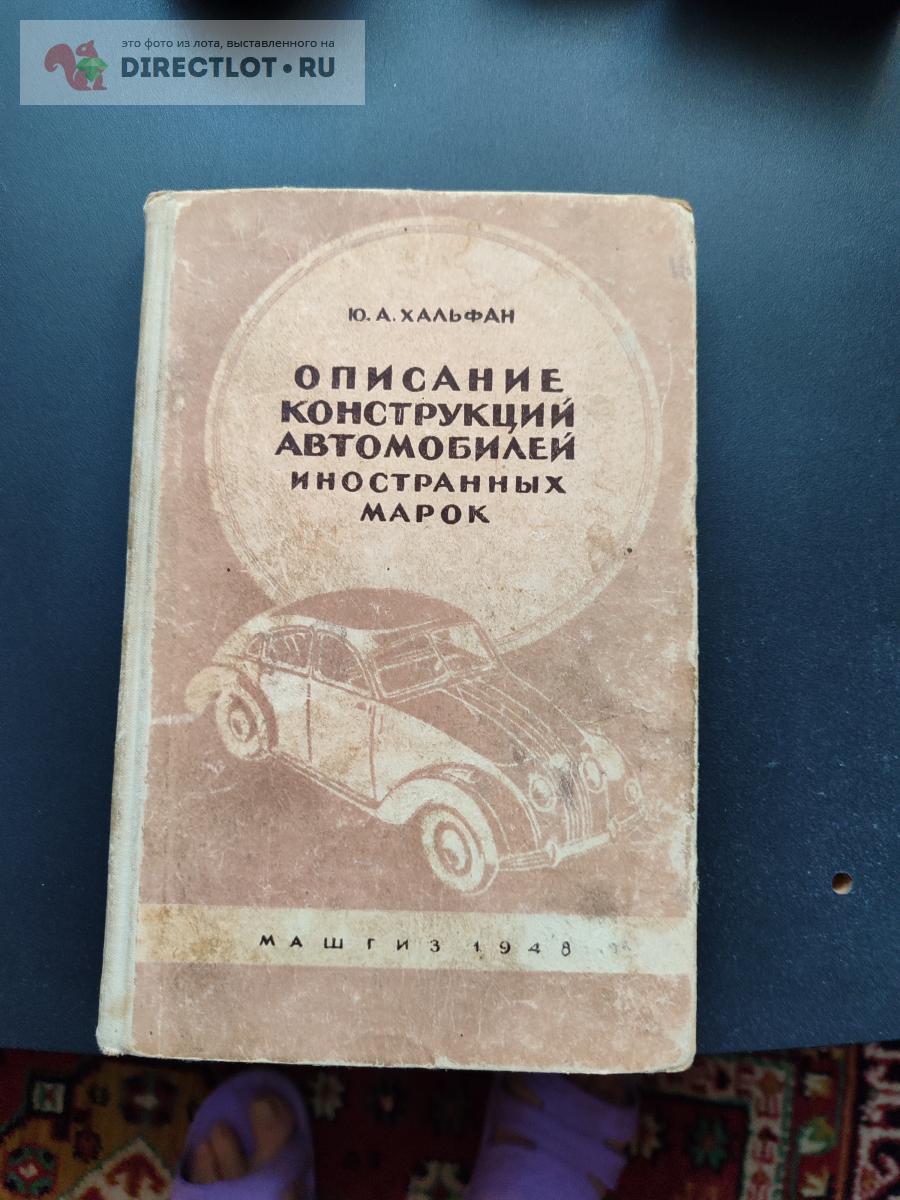 это фото из лота, выставленного на
DIRECTLOT.RU
Ю. А. ХАЛЬФАН
ОПИСАНИЕ
КОНСТРУКЦИЙ
АВТОМОБИЛЕЙ
ИНОСТРАННЫХ
МАРОК
МАШГИЗ 1948